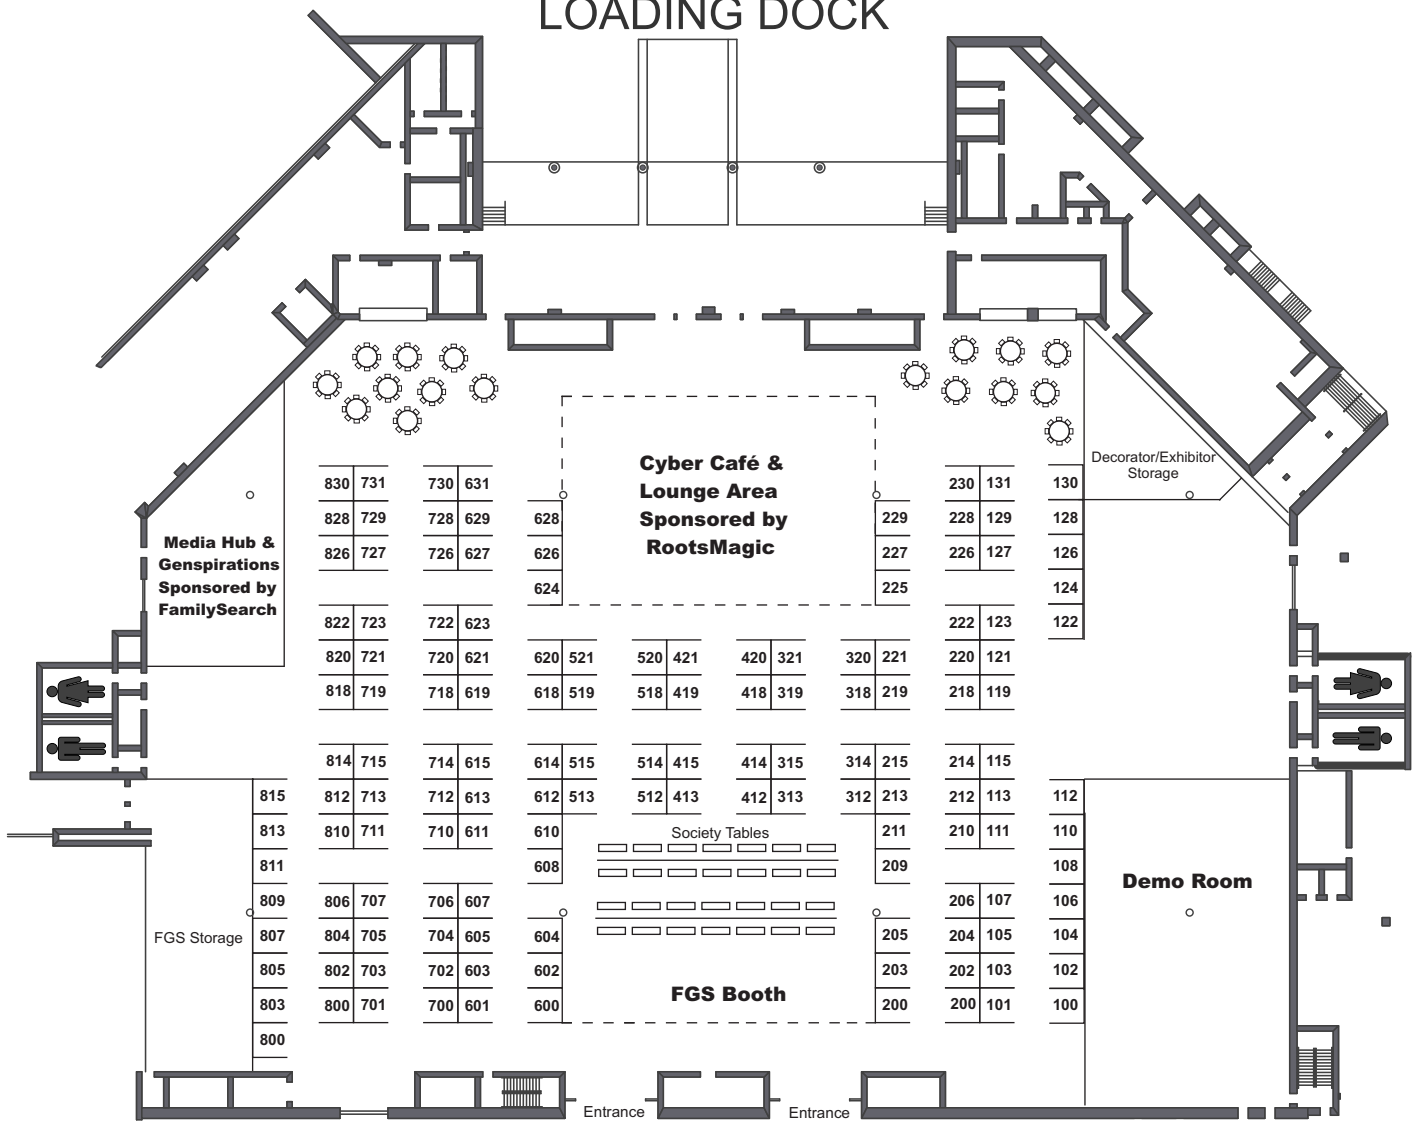 LOADING DOCK
Cyber Café &
Lounge Area
Sponsored by
RootsMagic
Decorator/Exhibitor
Storage
Media Hub &
Genspirations
Sponsored by
FamilySearch
830 731 730 631 230 131 130
828 729 728 629 628 229 228 129 128
826 727 726 627 626 227 226 127 126
624 225 124
822 723 722 623 222 123 122
820 721 720 621 620 521 520 421 420 321 320 221 220 121
818 719 718 619 618 519 518 419 418 319 318 219 218 119
814 715 714 615 614 515 514 415 414 315 314 215 214 115
815 812 713 712 613 612 513 512 413 412 313 312 213 212 113 112
813 810 711 710 611 610 211 210 111 110
Society Tables
811 608 209 108
Demo Room
809 806 707 706 607 206 107 106
FGS Storage
807 804 705 704 605 604 205 204 105 104
805 802 703 702 603 602 203 202 103 102
FGS Booth
803 800 701 700 601 600 200 200 101 100
800
Entrance
Entrance